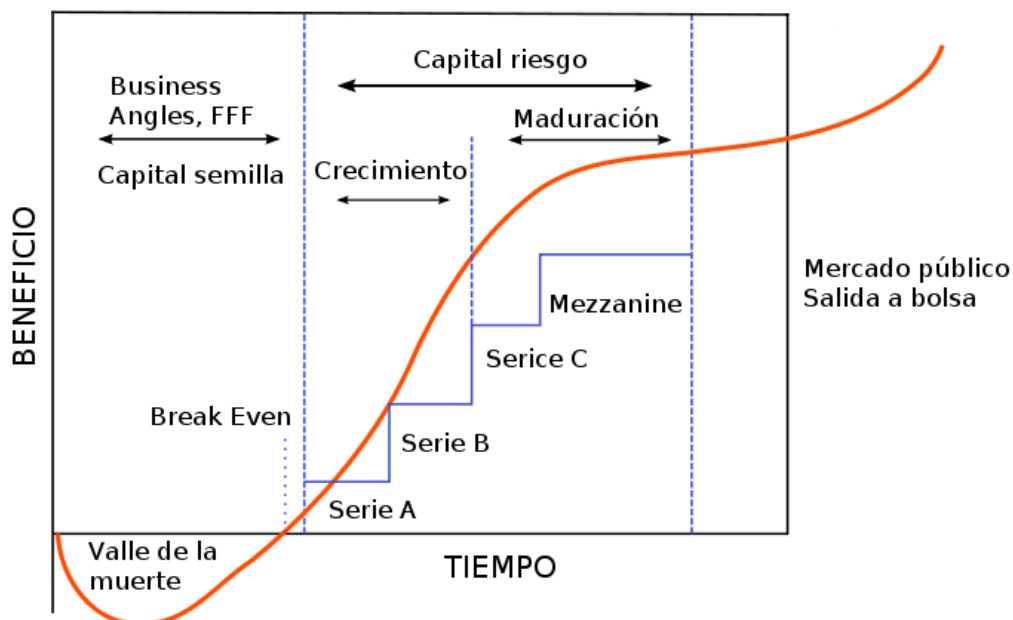 Capital riesgo
Business
Angles, FFF
Maduración
Capital semilla
Crecimiento
BENEFICIO
Mercado público
Salida a bolsa
Mezzanine
Serice C
Break Even
Serie B
Serie A
Valle de la
muerte
TIEMPO